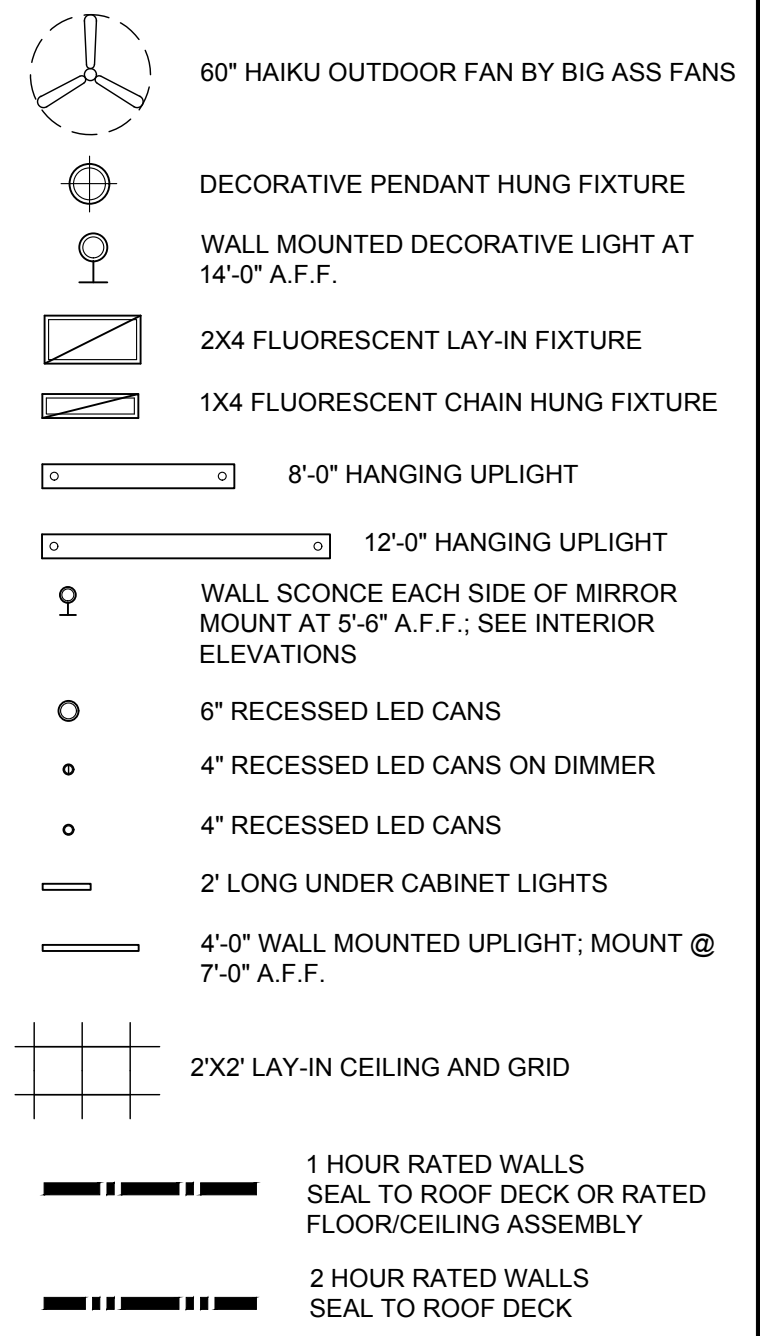 60" HAIKU OUTDOOR FAN BY BIG ASS FANS
DECORATIVE PENDANT HUNG FIXTURE
WALL MOUNTED DECORATIVE LIGHT AT
14'-0" A.F.F.
2X4 FLUORESCENT LAY-IN FIXTURE
1X4 FLUORESCENT CHAIN HUNG FIXTURE
8'-0" HANGING UPLIGHT
12'-0" HANGING UPLIGHT
WALL SCONCE EACH SIDE OF MIRROR
MOUNT AT 5'-6" A.F.F.; SEE INTERIOR
ELEVATIONS
6" RECESSED LED CANS
4" RECESSED LED CANS ON DIMMER
4" RECESSED LED CANS
2' LONG UNDER CABINET LIGHTS
4'-0" WALL MOUNTED UPLIGHT; MOUNT @
7'-0" A.F.F.
2'X2' LAY-IN CEILING AND GRID
1 HOUR RATED WALLS
SEAL TO ROOF DECK OR RATED
FLOOR/CEILING ASSEMBLY
2 HOUR RATED WALLS
SEAL TO ROOF DECK